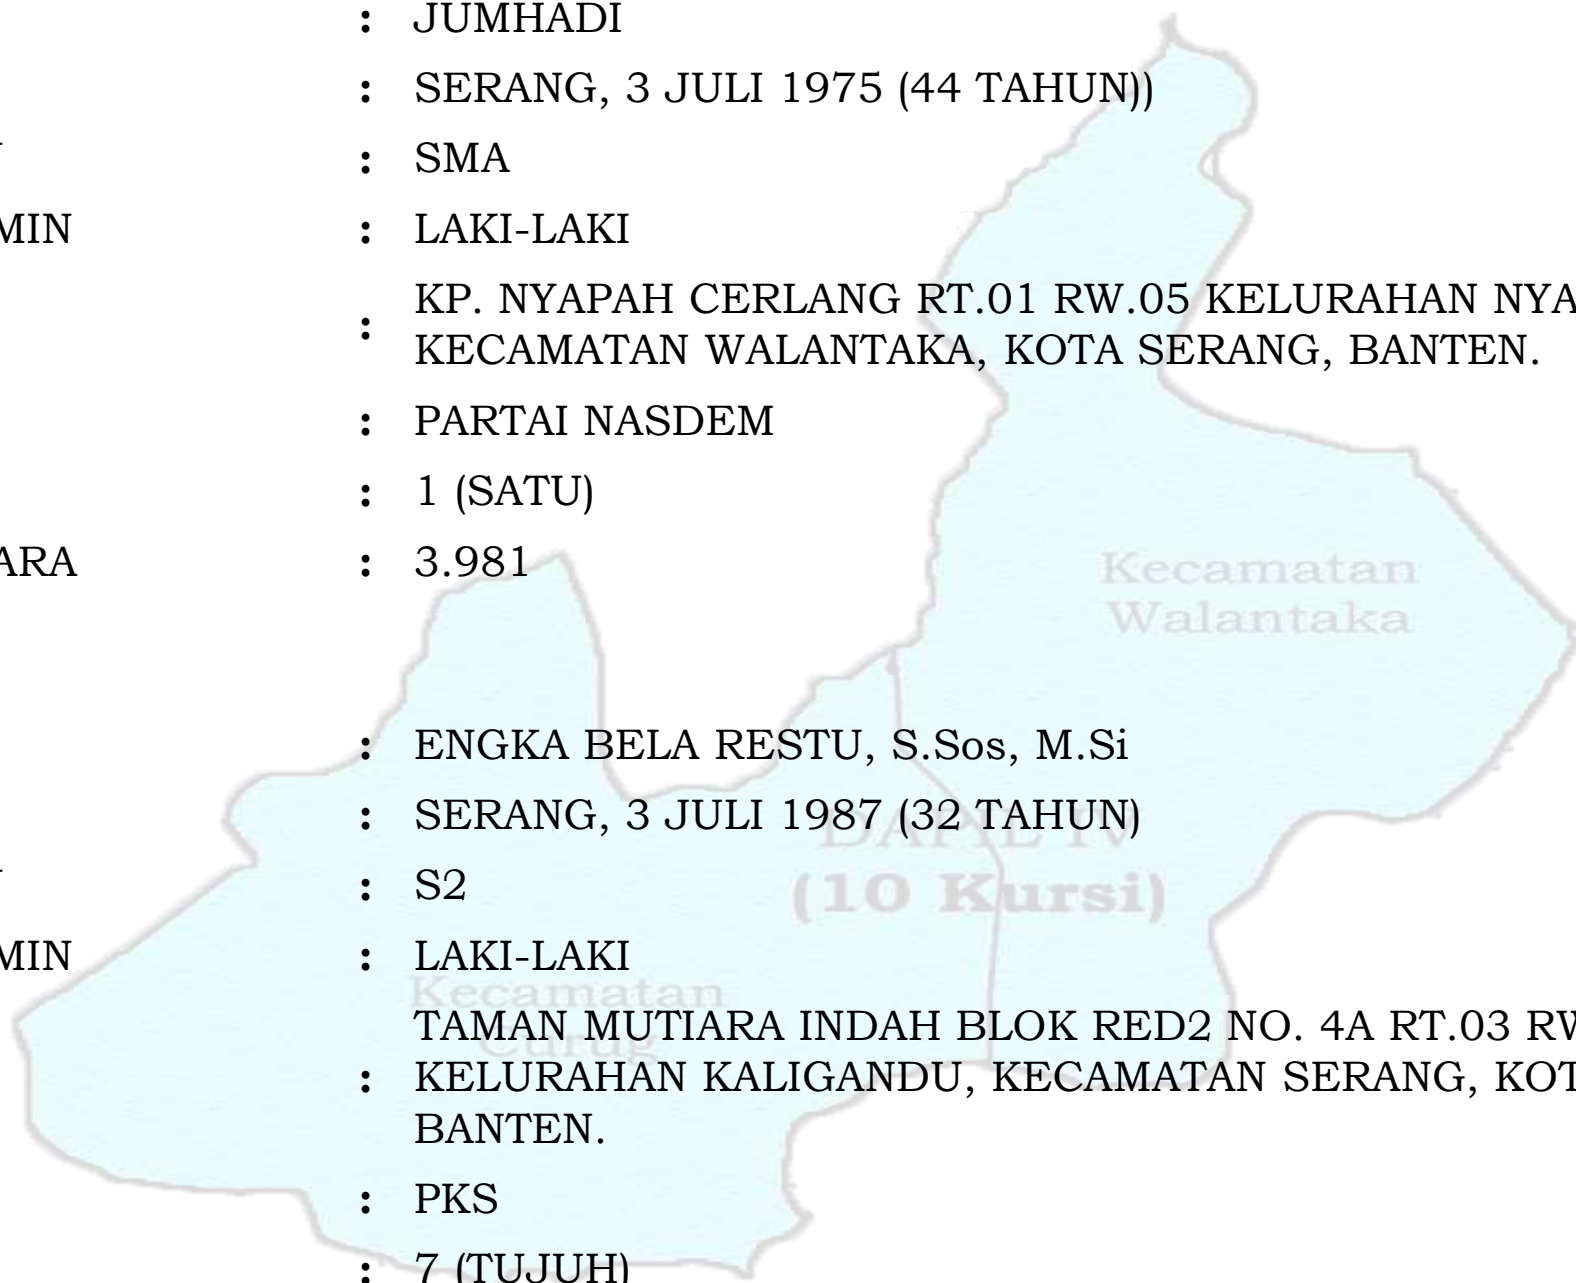 : JUMHADI
: SERANG, 3 JULI 1975 (44 TAHUN))
: SMA
MIN : LAKI-LAKI
: KP. NYAPAH CERLANG RT.01 RW.05 KELURAHAN NYA
KECAMATAN WALANTAKA, KOTA SERANG, BANTEN.
: PARTAI NASDEM
: 1 (SATU)
ARA : 3.981
Kecamatan
Walantaka
: ENGKA BELA RESTU, S.Sos, M.Si
: SERANG, 3 JULI 1987 (32 TAHUN)
DAPIL IV
: S2
(10 Kursi)
MIN : LAKI-LAKI
Kecamatan
Curug
TAMAN MUTIARA INDAH BLOK RED2 NO. 4A RT.03 RW
: KELURAHAN KALIGANDU, KECAMATAN SERANG, KOT
BANTEN.
: PKS
: 7 (TUJUH)